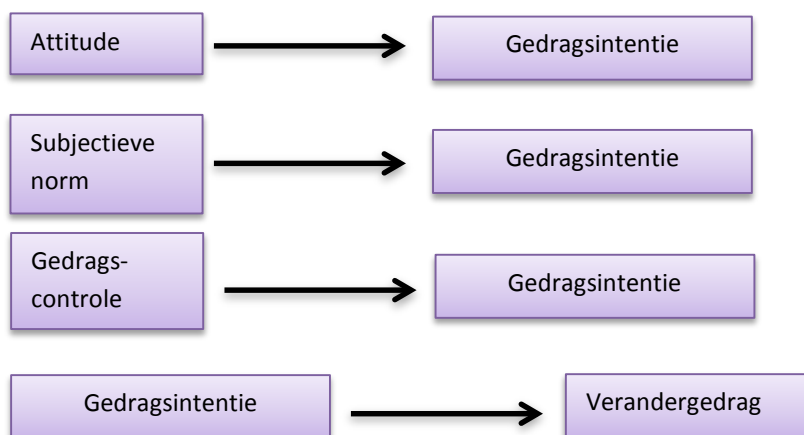 Attitude
Gedragsintentie
Subjectieve
norm
Gedragsintentie
Gedrags-
controle
Gedragsintentie
Gedragsintentie
Verandergedrag